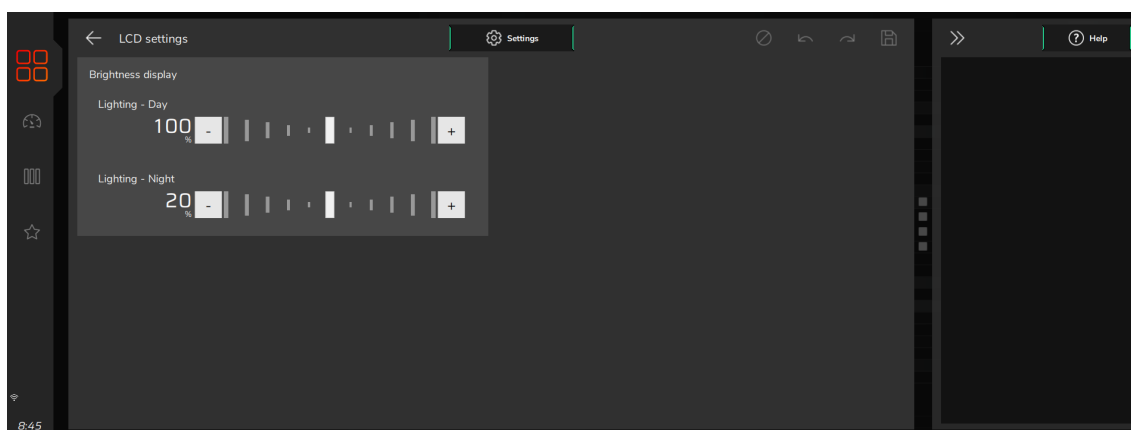 LCD settings
Settings
Help
Brightness display
Lighting - Day
100
%
-
+
Lighting - Night
20
%
-
+
8:45